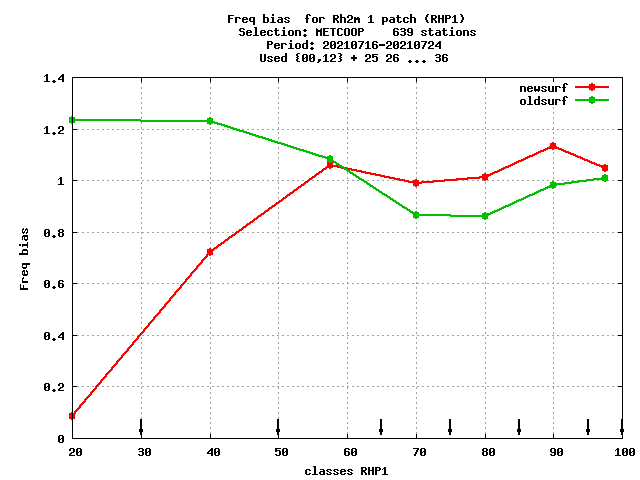 Freq bias  for Rh2m 1 patch (RHP1)
Selection: METCOOP    639 stations
Period: 20210716-20210724
Used {00,12} + 25 26 ... 36
newsurf
oldsurf
1.4
1.2
1
0.8
0.6
0.4
0.2
0
Freq bias
20 30 40 50 60 70 80 90 100
classes RHP1